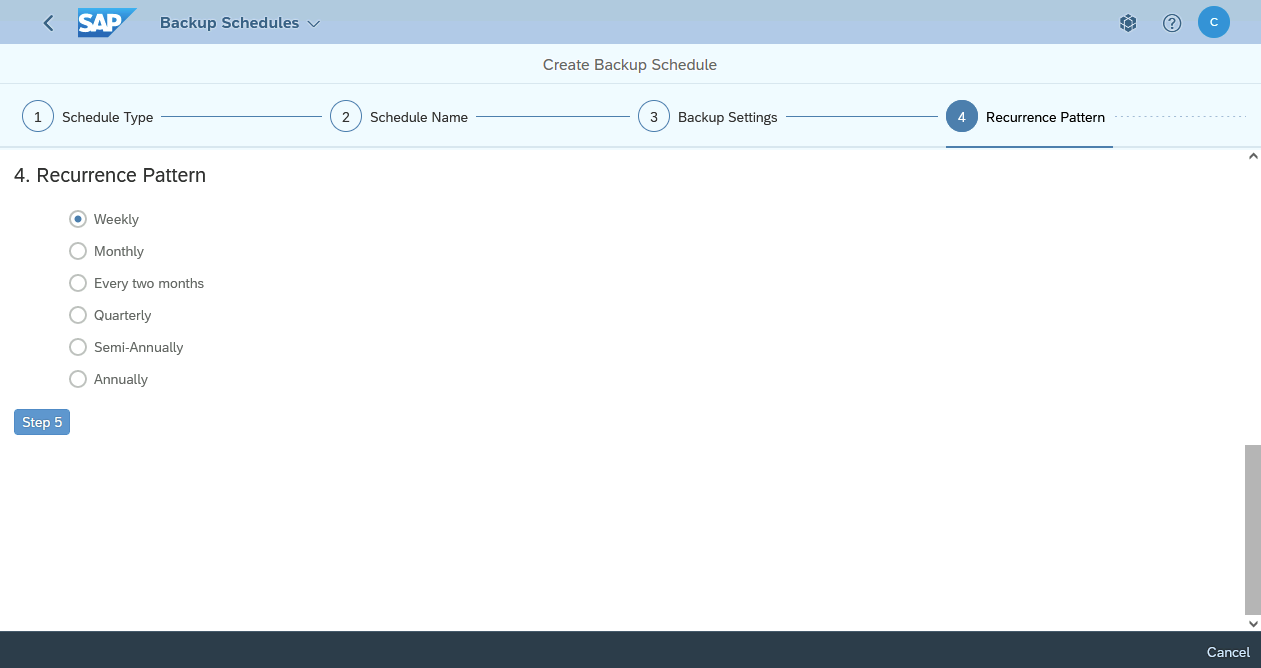 SAP Backup Schedules ? C
Create Backup Schedule
1 Schedule Type 2 Schedule Name 3 Backup Settings 4 Recurrence Pattern
4. Recurrence Pattern
Weekly
Monthly
Every two months
Quarterly
Semi-Annually
Annually
Step 5
Cancel